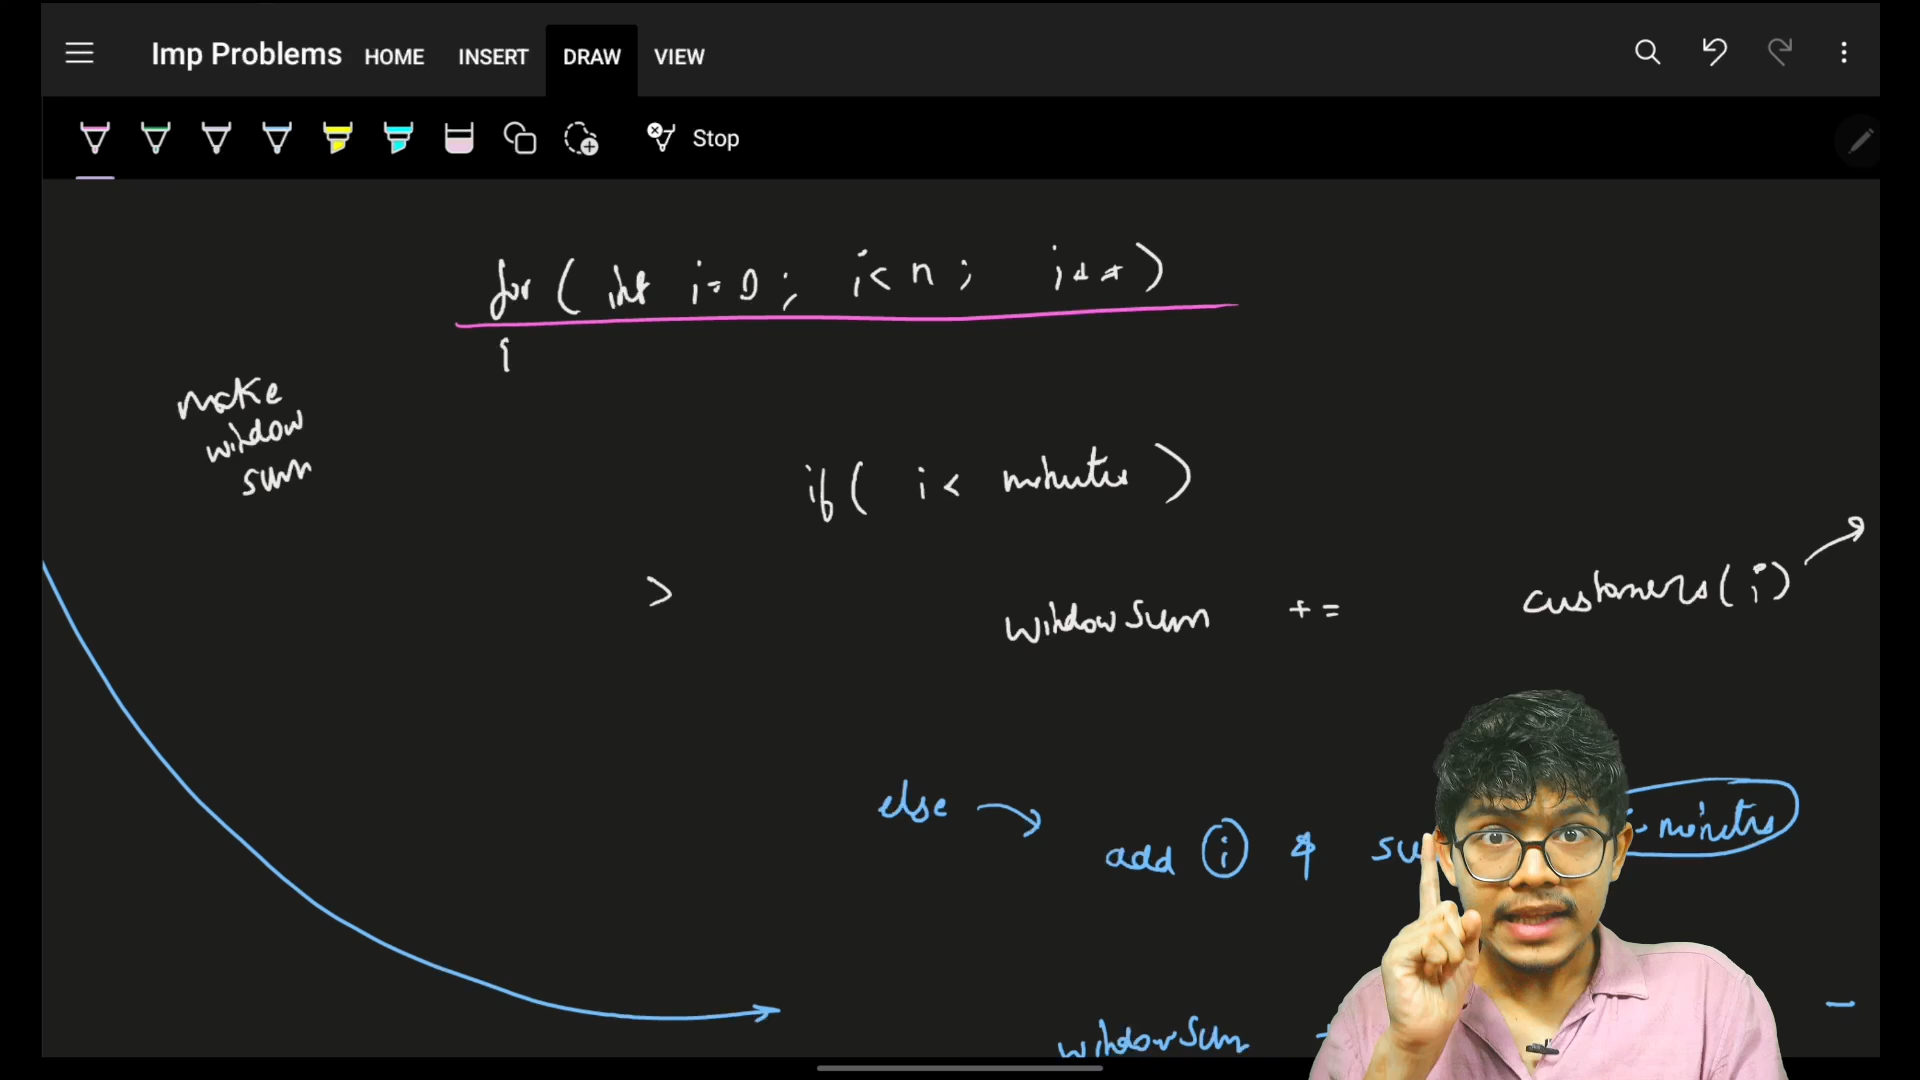 Imp Problems HOME INSERT DRAW VIEW
Stop
for ( int i=0; i<n; i++)
{
make
window
sum
if( i< minutes )
>
windowSum += customers(i)
else
add i & su - minutes
windowSum -